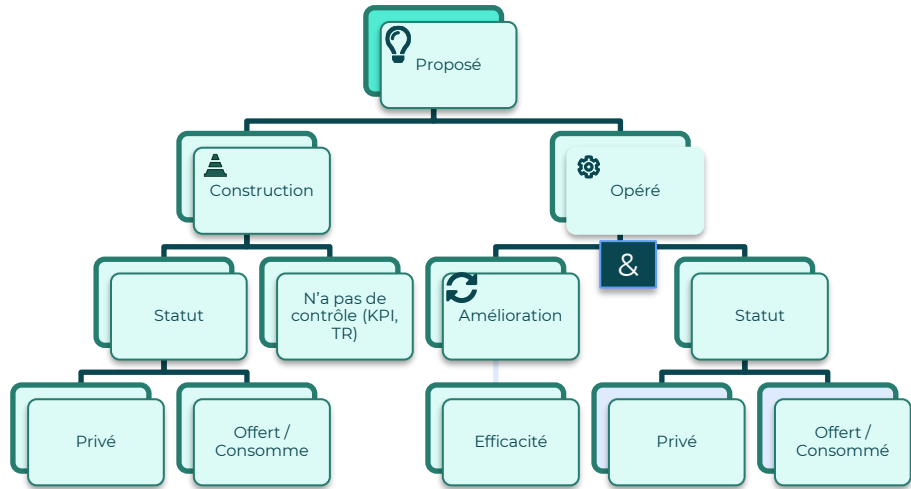 Proposé
Construction
Opéré
&
Statut
N’a pas de
contrôle (KPI,
TR)
Amélioration
Statut
Privé
Offert /
Consomme
Efficacité
Privé
Offert /
Consommé